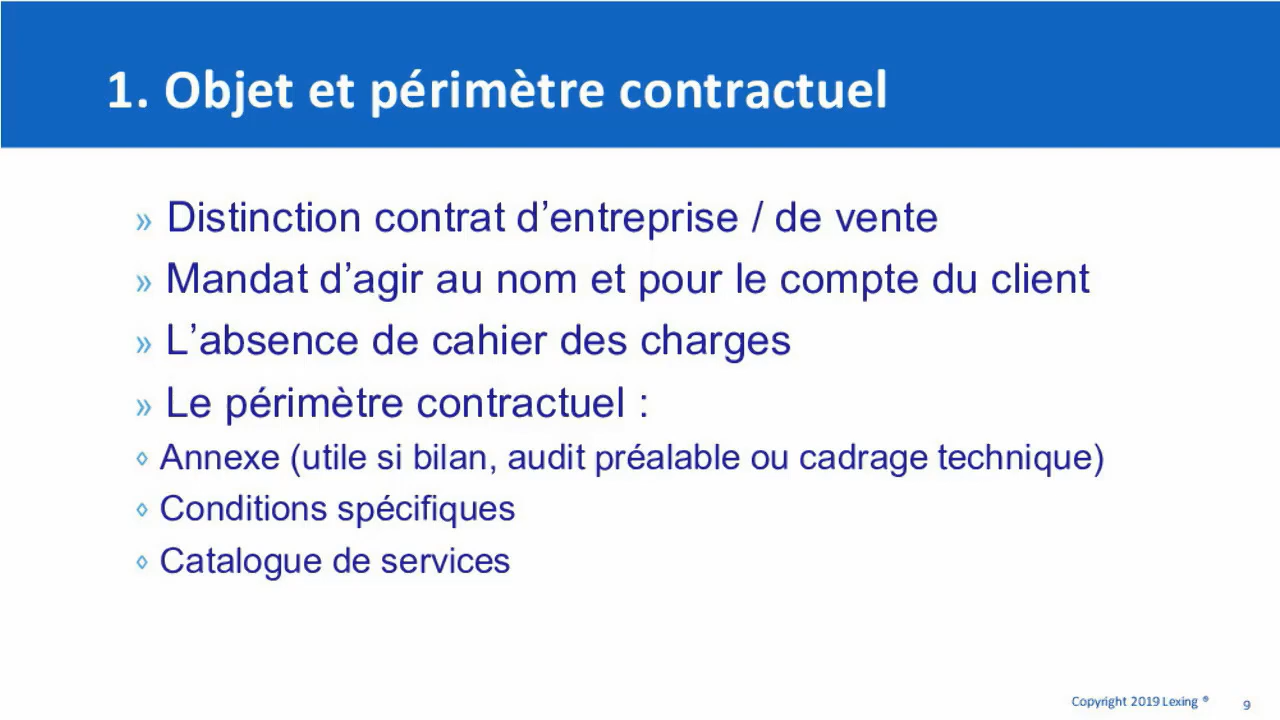 1. Objet et périmètre contractuel
» Distinction contrat d’entreprise / de vente
» Mandat d’agir au nom et pour le compte du client
» L’absence de cahier des charges
» Le périmètre contractuel :
◊ Annexe (utile si bilan, audit préalable ou cadrage technique)
◊ Conditions spécifiques
◊ Catalogue de services
Copyright 2019 Lexing ® 9